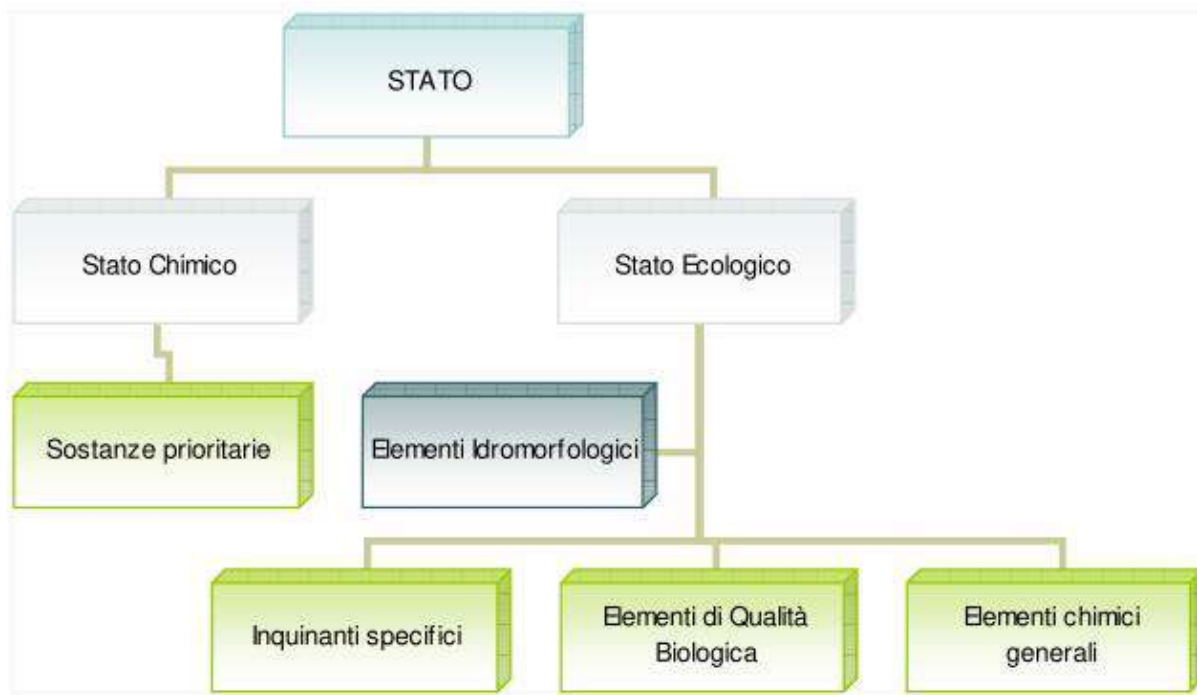 STATO
Stato Chimico
Stato Ecologico
Sostanze prioritarie
Elementi Idromorfologici
Inquinanti specifici
Elementi di Qualità
Biologica
Elementi chimici
generali